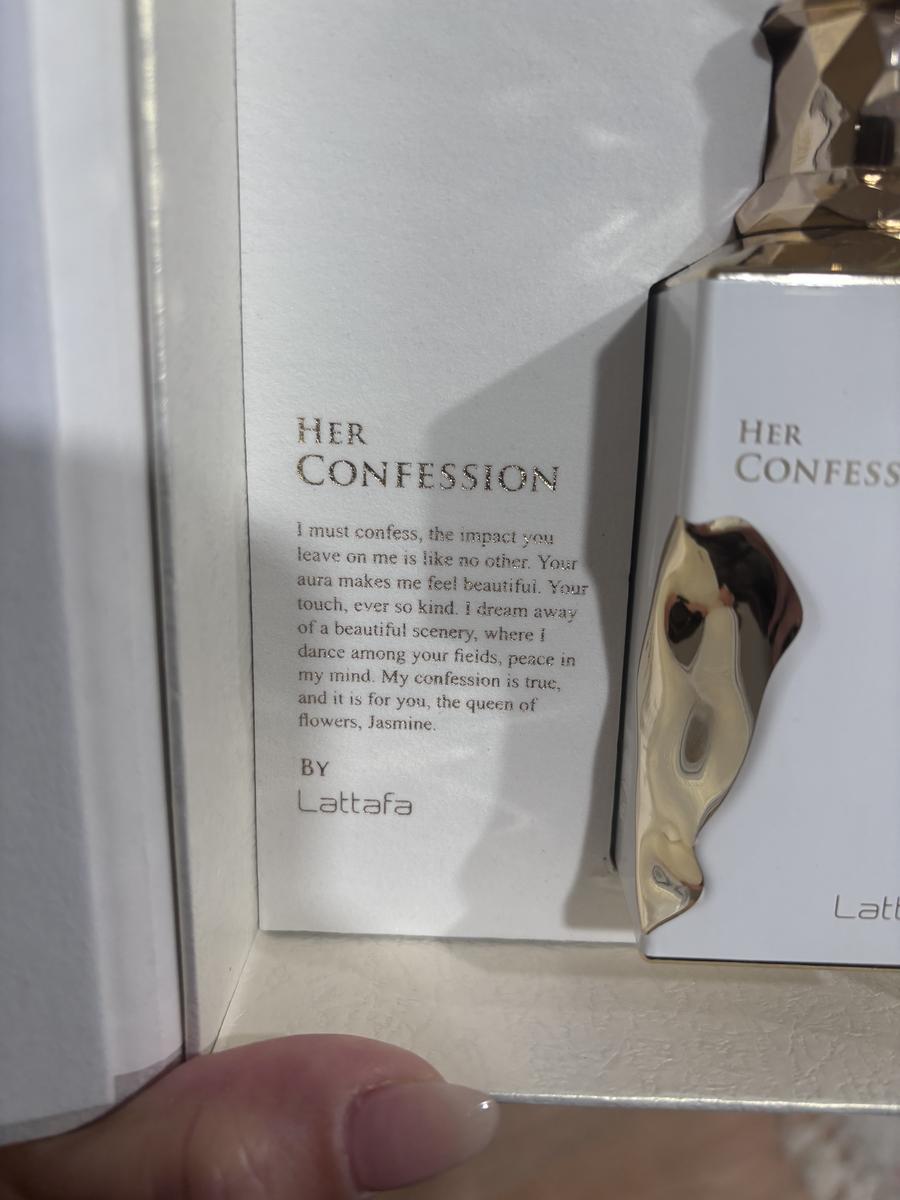 HER
CONFESSION
I must confess, the impact you
leave on me is like no other. Your
aura makes me feel beautiful. Your
touch, ever so kind. I dream away
of a beautiful scenery, where I
dance among your fields, peace in
my mind. My confession is true,
and it is for you, the queen of
flowers, Jasmine.
BY
Lattafa
HER
CONFESS
Latt